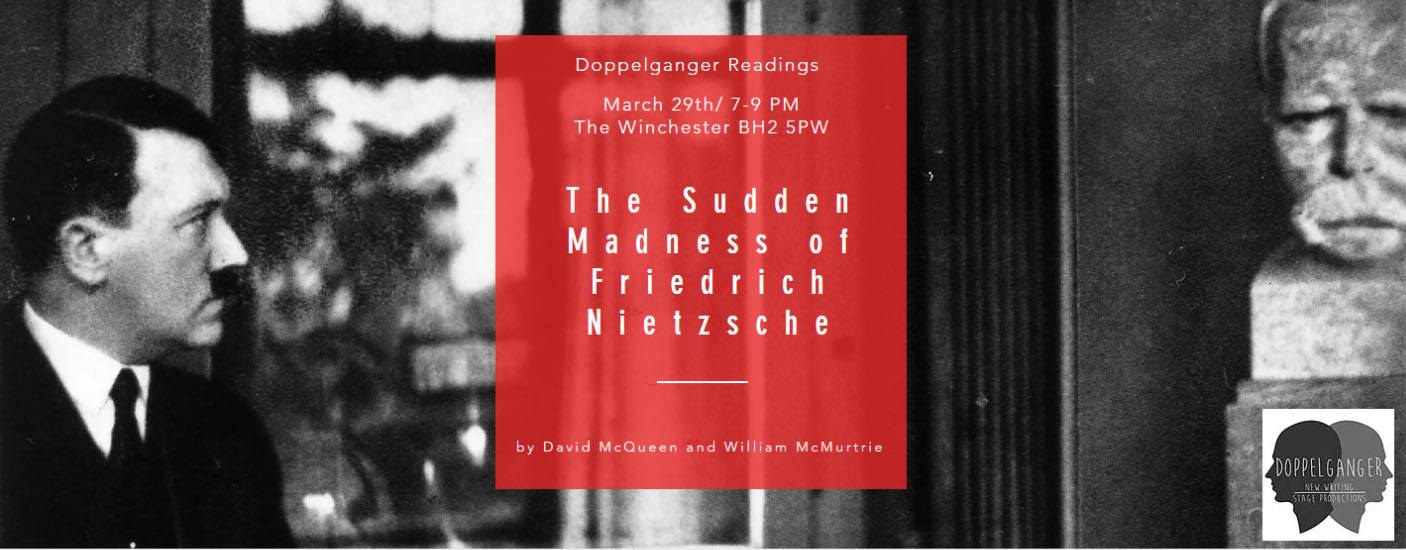 Doppelganger Readings
March 29th/ 7-9 PM
The Winchester BH2 5PW
The Sudden
Madness of
Friedrich
Nietzsche
by David McQueen and William McMurtrie
DOPPELGANGER
NEW WRITING
STAGE PRODUCTIONS